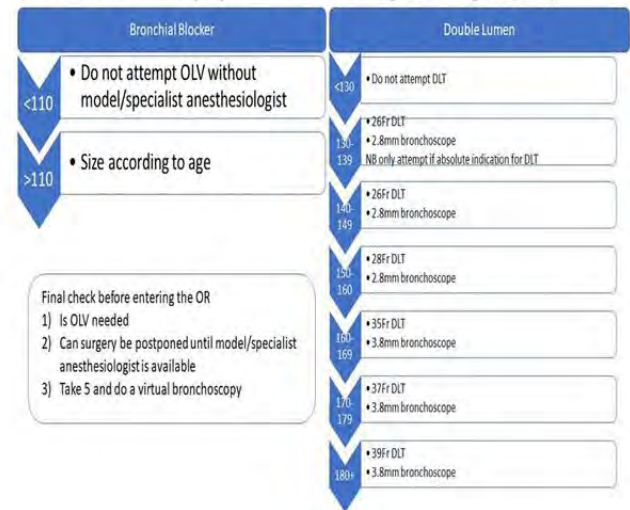 Bronchial Blocker
<110
• Do not attempt OLV without
model/specialist anesthesiologist
>110
• Size according to age
Final check before entering the OR
1) Is OLV needed
2) Can surgery be postponed until model/specialist
anesthesiologist is available
3) Take 5 and do a virtual bronchoscopy
Double Lumen
<130
• Do not attempt DLT
130-
139
• 26Fr DLT
• 2.8mm bronchoscope
NB only attempt if absolute indication for DLT
140-
149
• 26Fr DLT
• 2.8mm bronchoscope
150-
160
• 28Fr DLT
• 2.8mm bronchoscope
160-
169
• 35Fr DLT
• 3.8mm bronchoscope
170-
179
• 37Fr DLT
• 3.8mm bronchoscope
180+
• 39Fr DLT
• 3.8mm bronchoscope